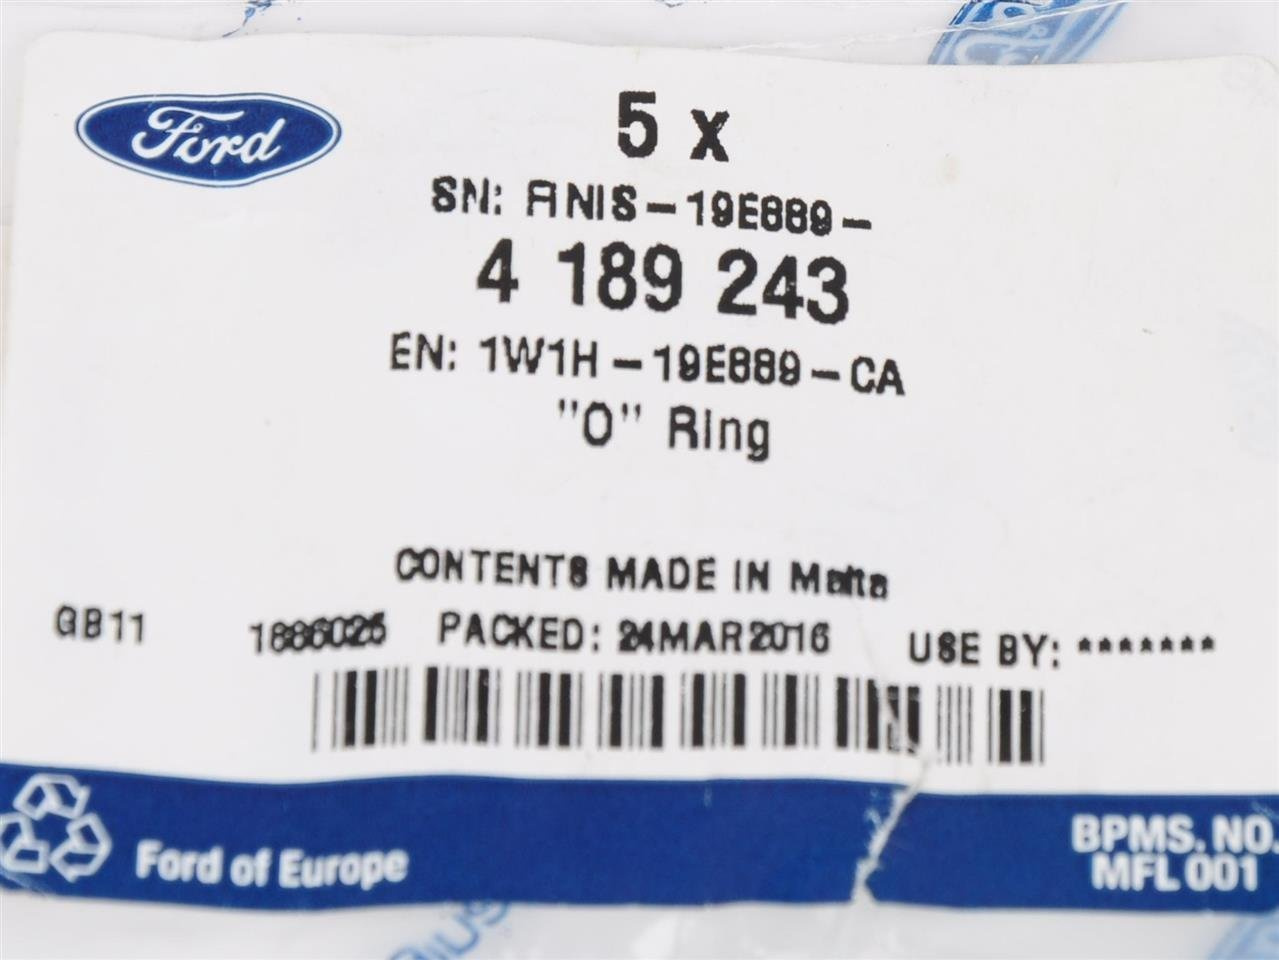 Ford
5 x
SN: FINIS-19E889-
4 189 243
EN: 1W1H-19E889-CA
"O" Ring
CONTENTS MADE IN Malta
GB11 1886025 PACKED: 24MAR2016 USE BY: *******
Ford of Europe
BPMS. NO.
MFL 001